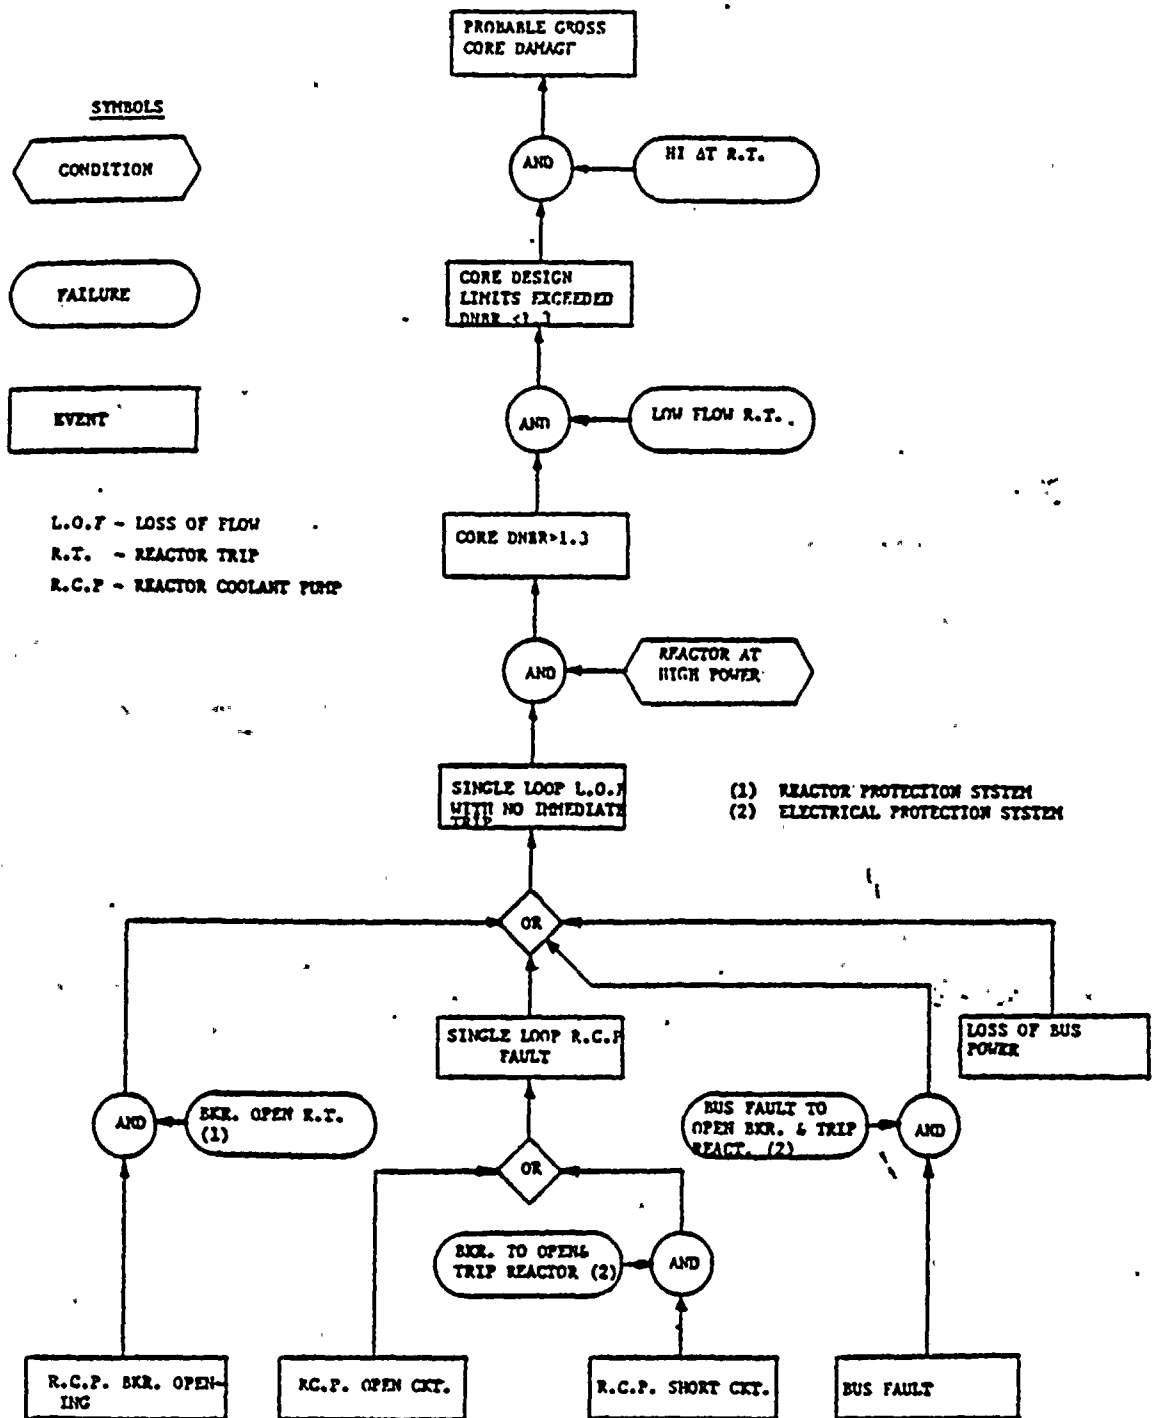 PROBABLE GROSS
CORE DAMAGE
SYMBOLS
CONDITION
AND
HI ΔT R.T.
CORE DESIGN
LIMITS EXCEEDED
DNBR <1.3
FAILURE
EVENT
AND
LOW FLOW R.T.
L.O.F - LOSS OF FLOW
R.T. - REACTOR TRIP
R.C.P - REACTOR COOLANT PUMP
CORE DNBR>1.3
AND
REACTOR AT
HIGH POWER
SINGLE LOOP L.O.F
WITH NO IMMEDIATE
TRIP
(1) REACTOR PROTECTION SYSTEM
(2) ELECTRICAL PROTECTION SYSTEM
OR
SINGLE LOOP R.C.P
FAULT
LOSS OF BUS
POWER
AND
BKR. OPEN R.T.
(1)
BUS FAULT TO
OPEN BKR. & TRIP
REACT. (2)
AND
OR
BKR. TO OPEN&
TRIP REACTOR (2)
AND
R.C.P. BKR. OPEN-
ING
RC.P. OPEN CKT.
R.C.P. SHORT CKT.
BUS FAULT